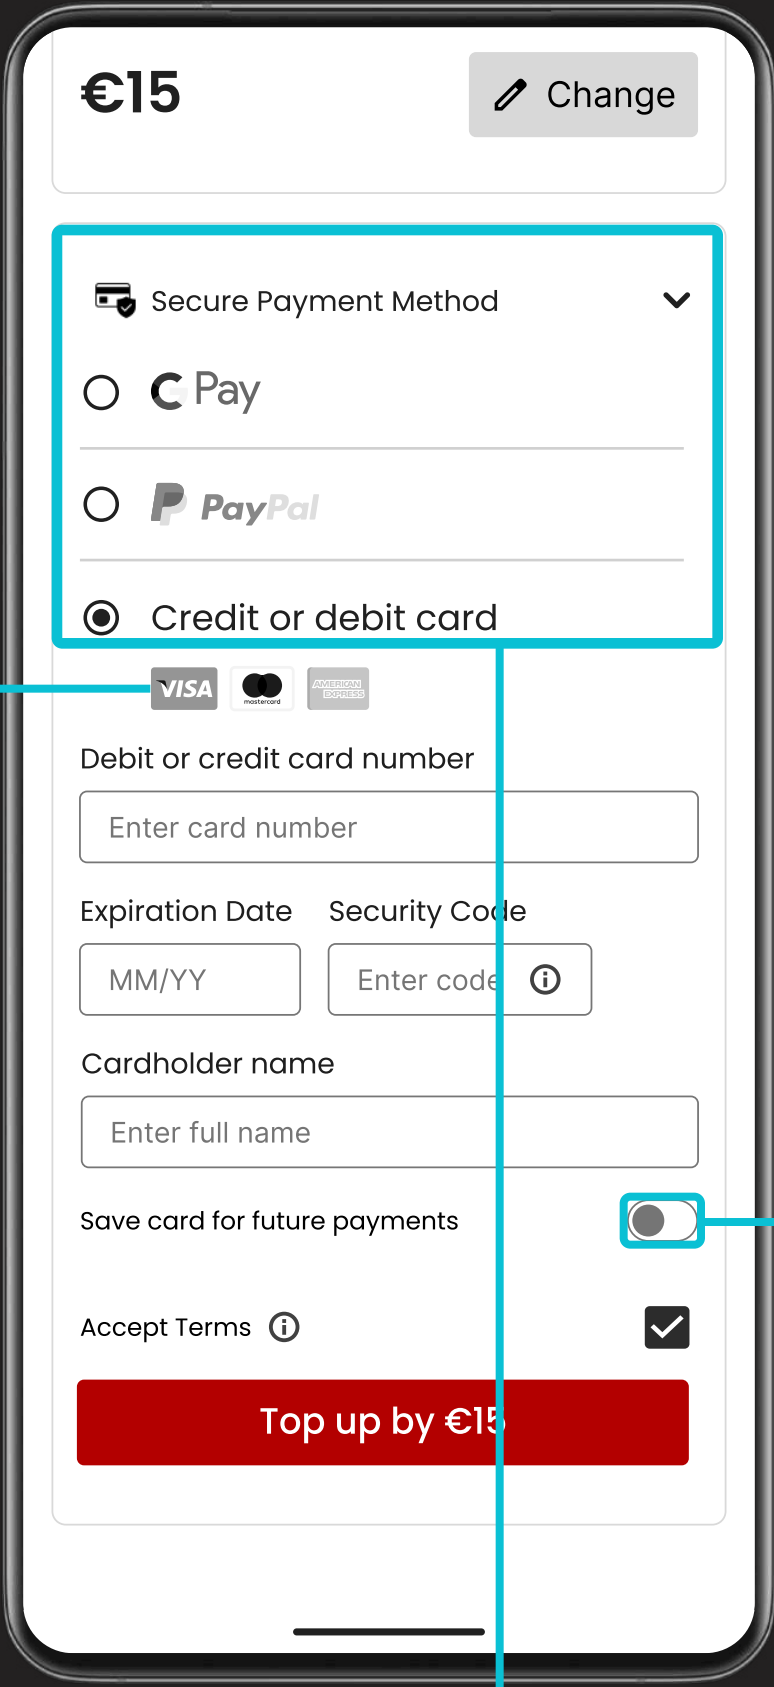 €15
Change
Secure Payment Method
G Pay
PayPal
Credit or debit card
VISA mastercard AMERICAN EXPRESS
Debit or credit card number
Enter card number
Expiration Date Security Code
MM/YY Enter code
Cardholder name
Enter full name
Save card for future payments
Accept Terms
Top up by €15